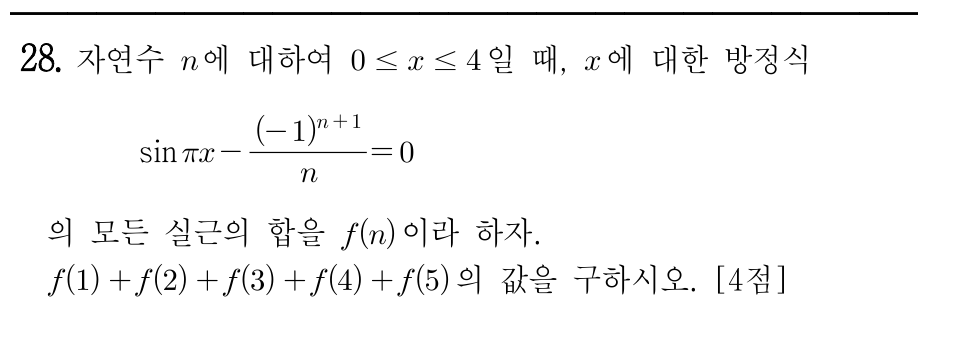 28. 자연수 n에 대하여 0 ≤ x ≤ 4일 때, x에 대한 방정식
sin πx − (−1)^{n+1}/n = 0
의 모든 실근의 합을 f(n)이라 하자.
f(1)+f(2)+f(3)+f(4)+f(5)의 값을 구하시오. [4점]